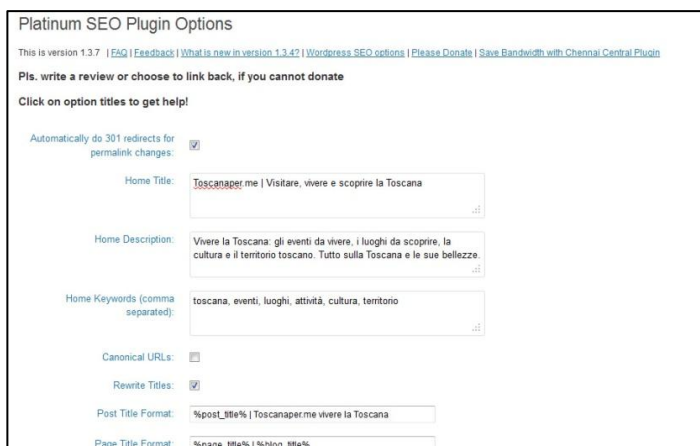 Platinum SEO Plugin Options
This is version 1.3.7 | FAQ | Feedback | What is new in version 1.3.4? | Wordpress SEO options | Please Donate | Save Bandwidth with Chennai Central Plugin
Pls. write a review or choose to link back, if you cannot donate
Click on option titles to get help!
Automatically do 301 redirects for
permalink changes:
Home Title:
Toscanaper.me | Visitare, vivere e scoprire la Toscana
Home Description:
Vivere la Toscana: gli eventi da vivere, i luoghi da scoprire, la
cultura e il territorio toscano. Tutto sulla Toscana e le sue bellezze.
Home Keywords (comma
separated):
toscana, eventi, luoghi, attività, cultura, territorio
Canonical URLs:
Rewrite Titles:
Post Title Format:
%post_title% | Toscanaper.me vivere la Toscana
Page Title Format:
%page_title% | %blog_title%